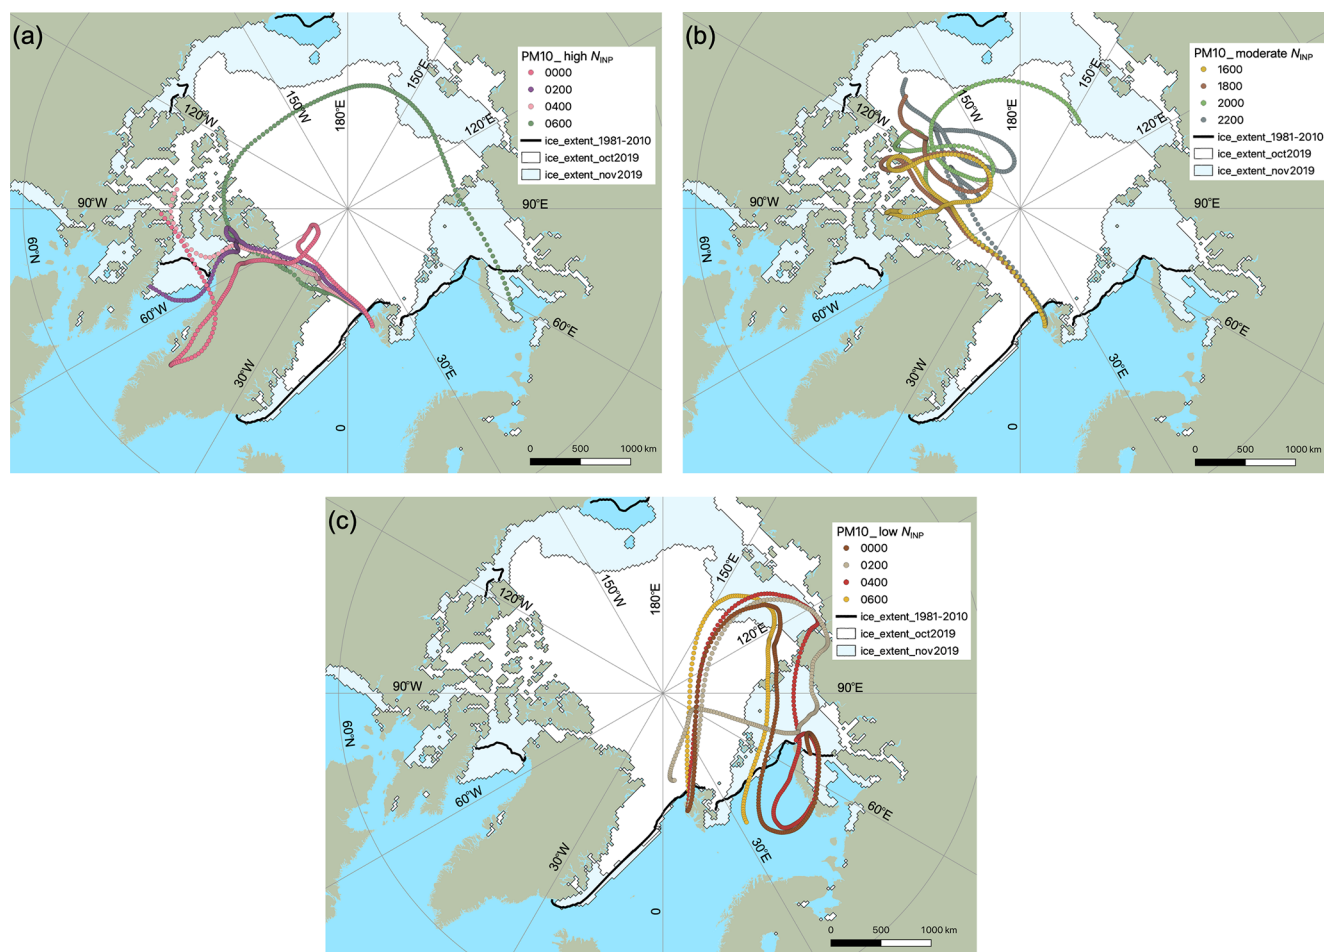 (a)
PM10_ high NINP
0000
0200
0400
0600
ice_extent_1981-2010
ice_extent_oct2019
ice_extent_nov2019
150°E
120°W
150°W
180°E
120°E
90°W
90°E
60°N
60°W
60°E
30°W
30°E
0
0 500 1000 km
(b)
PM10_moderate NINP
1600
1800
2000
2200
ice_extent_1981-2010
ice_extent_oct2019
ice_extent_nov2019
150°E
120°W
150°W
180°E
120°E
90°W
90°E
60°N
60°W
60°E
30°W
30°E
0
0 500 1000 km
(c)
PM10_low NINP
0000
0200
0400
0600
ice_extent_1981-2010
ice_extent_oct2019
ice_extent_nov2019
150°E
120°W
150°W
180°E
120°E
90°W
90°E
60°N
60°W
60°E
30°W
30°E
0
0 500 1000 km